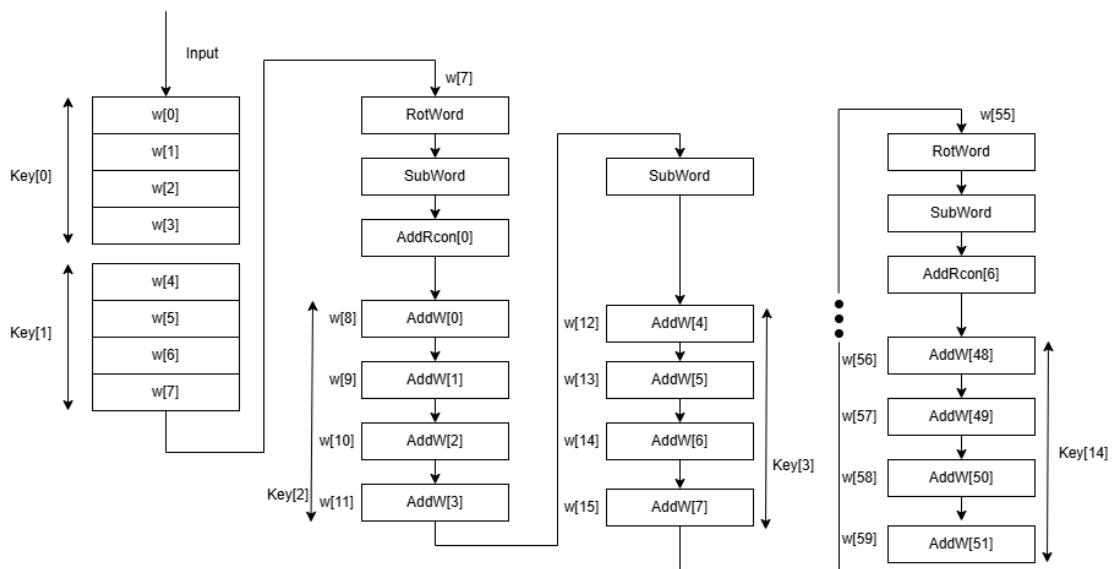 Input
w[0]
w[1]
w[2]
w[3]
Key[0]
w[4]
w[5]
w[6]
w[7]
Key[1]
w[7]
RotWord
SubWord
AddRcon[0]
w[8] AddW[0]
w[9] AddW[1]
w[10] AddW[2]
w[11] AddW[3]
Key[2]
SubWord
w[12] AddW[4]
w[13] AddW[5]
w[14] AddW[6]
w[15] AddW[7]
Key[3]
w[55]
RotWord
SubWord
AddRcon[6]
w[56] AddW[48]
w[57] AddW[49]
w[58] AddW[50]
w[59] AddW[51]
Key[14]